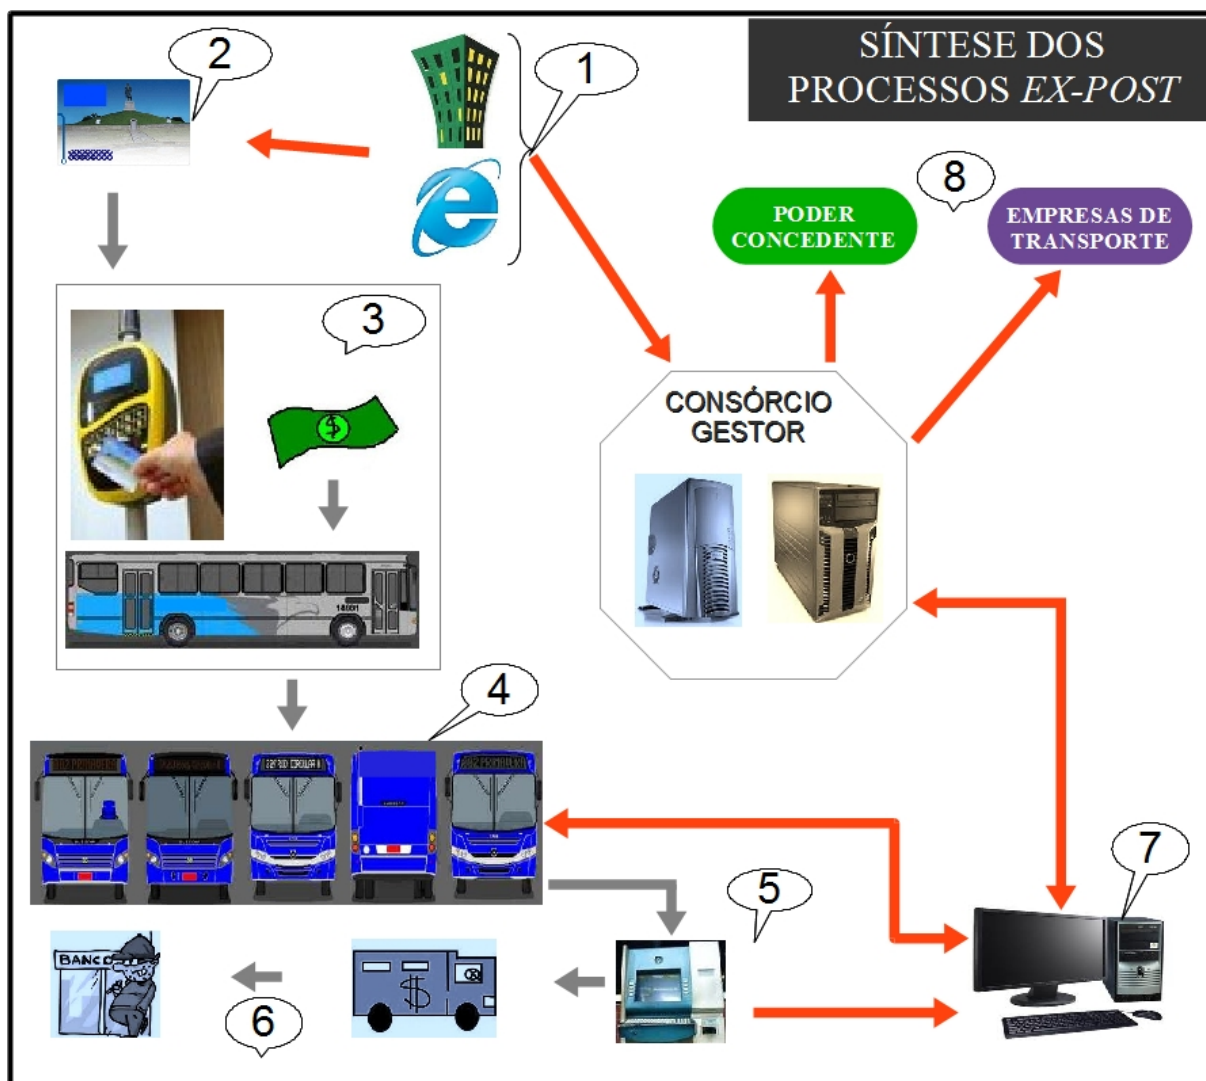 SÍNTESE DOS
PROCESSOS EX-POST
2
1
8
PODER
CONCEDENTE
EMPRESAS DE
TRANSPORTE
3
CONSÓRCIO
GESTOR
4
7
5
BANCO
6